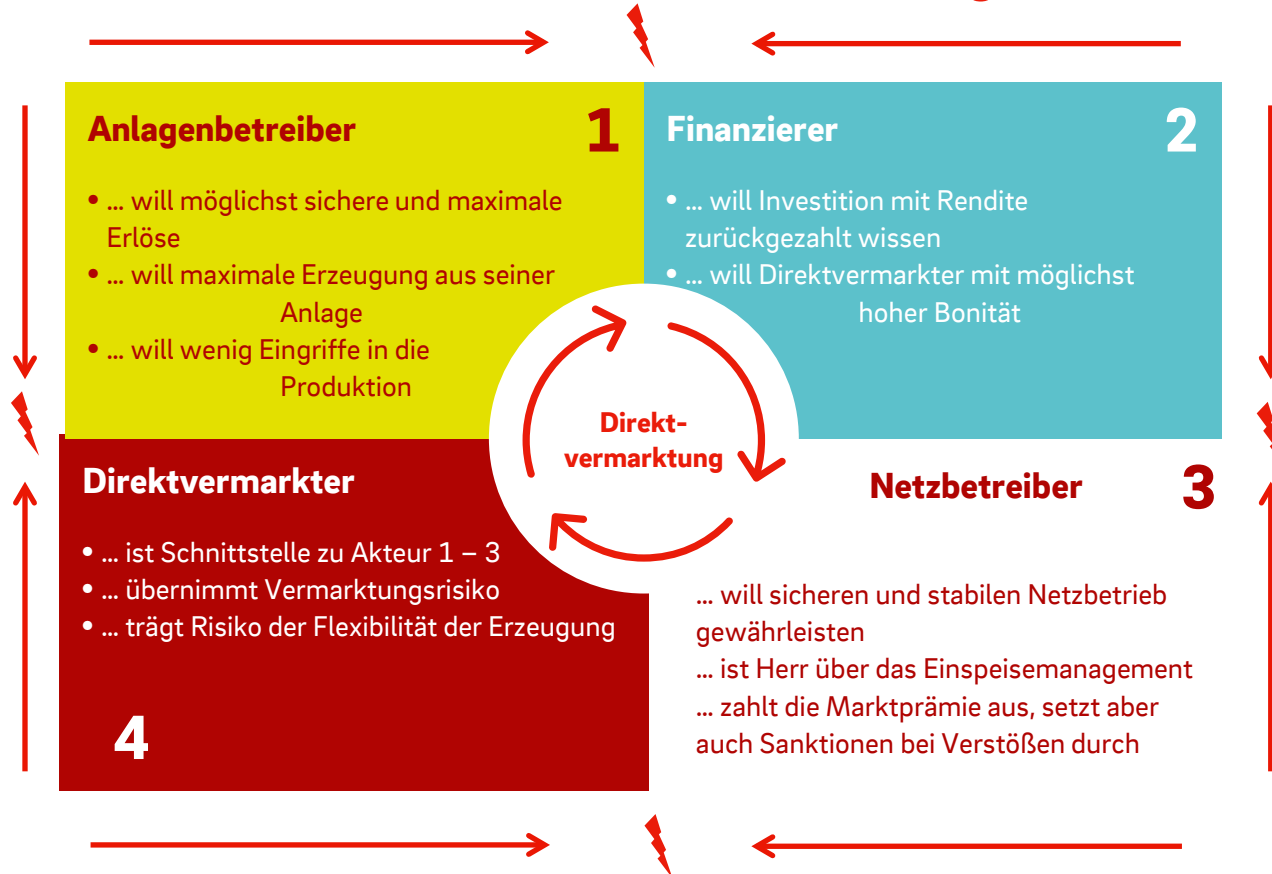 Anlagenbetreiber
1
• ... will möglichst sichere und maximale
Erlöse
• ... will maximale Erzeugung aus seiner
Anlage
• ... will wenig Eingriffe in die
Produktion
Finanzierer
2
• ... will Investition mit Rendite
zurückgezahlt wissen
• ... will Direktvermarkter mit möglichst
hoher Bonität
Direkt-
vermarktung
Netzbetreiber
3
... will sicheren und stabilen Netzbetrieb
gewährleisten
... ist Herr über das Einspeisemanagement
... zahlt die Marktprämie aus, setzt aber
auch Sanktionen bei Verstößen durch
Direktvermarkter
• ... ist Schnittstelle zu Akteur 1 – 3
• ... übernimmt Vermarktungsrisiko
• ... trägt Risiko der Flexibilität der Erzeugung
4